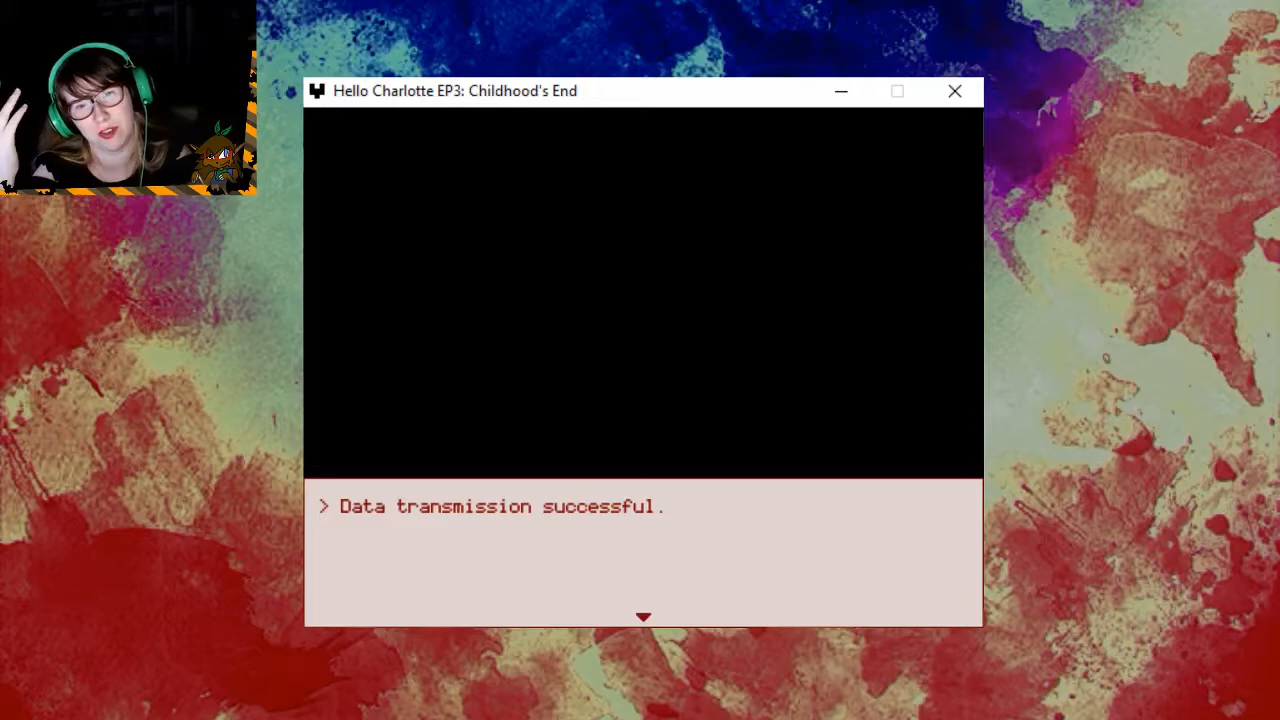 Hello Charlotte EP3: Childhood's End
> Data transmission successful.